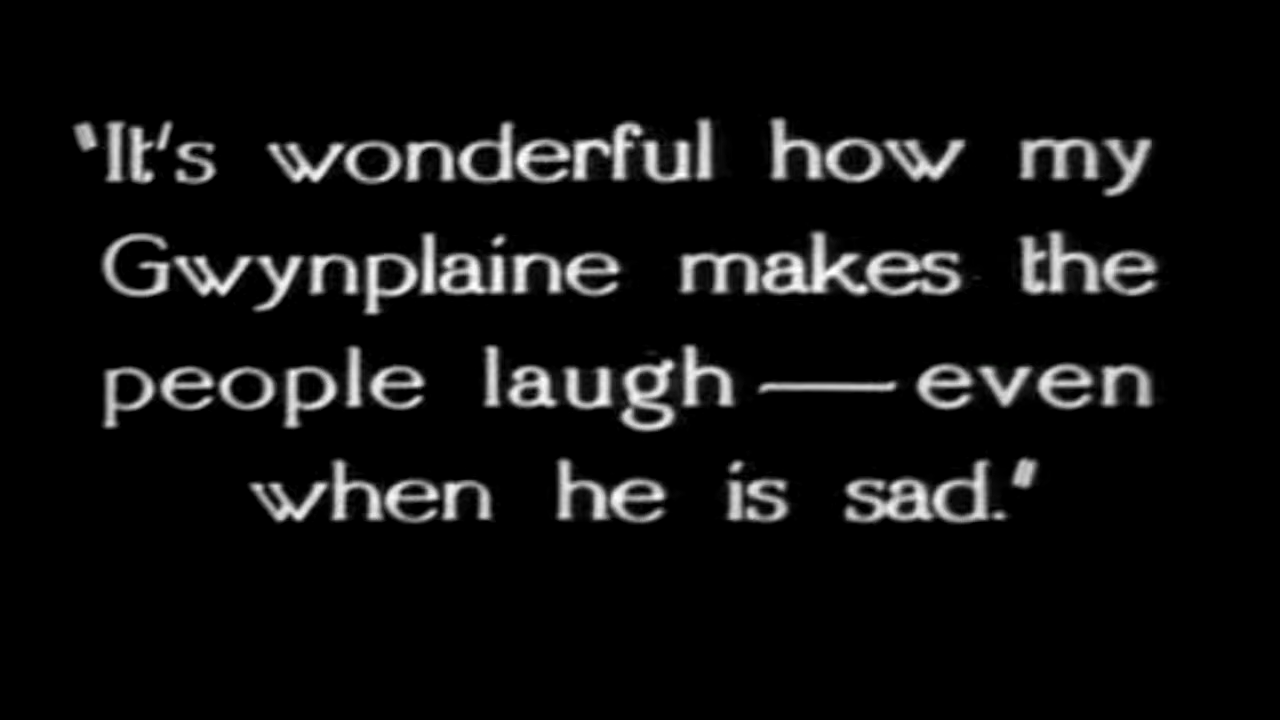 "It's wonderful how my
Gwynplaine makes the
people laugh — even
when he is sad."